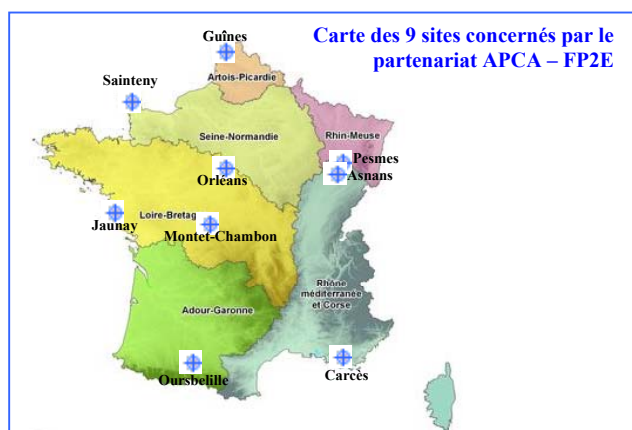 Carte des 9 sites concernés par le
partenariat APCA – FP2E
Guînes
Artois-Picardie
Sainteny
Seine-Normandie
Rhin-Meuse
Pesmes
Asnans
Orléans
Jaunay
Loire-Bretag
Montet-Chambon
Rhône
méditerranée
et Corse
Adour-Garonne
Oursbelille
Carcés